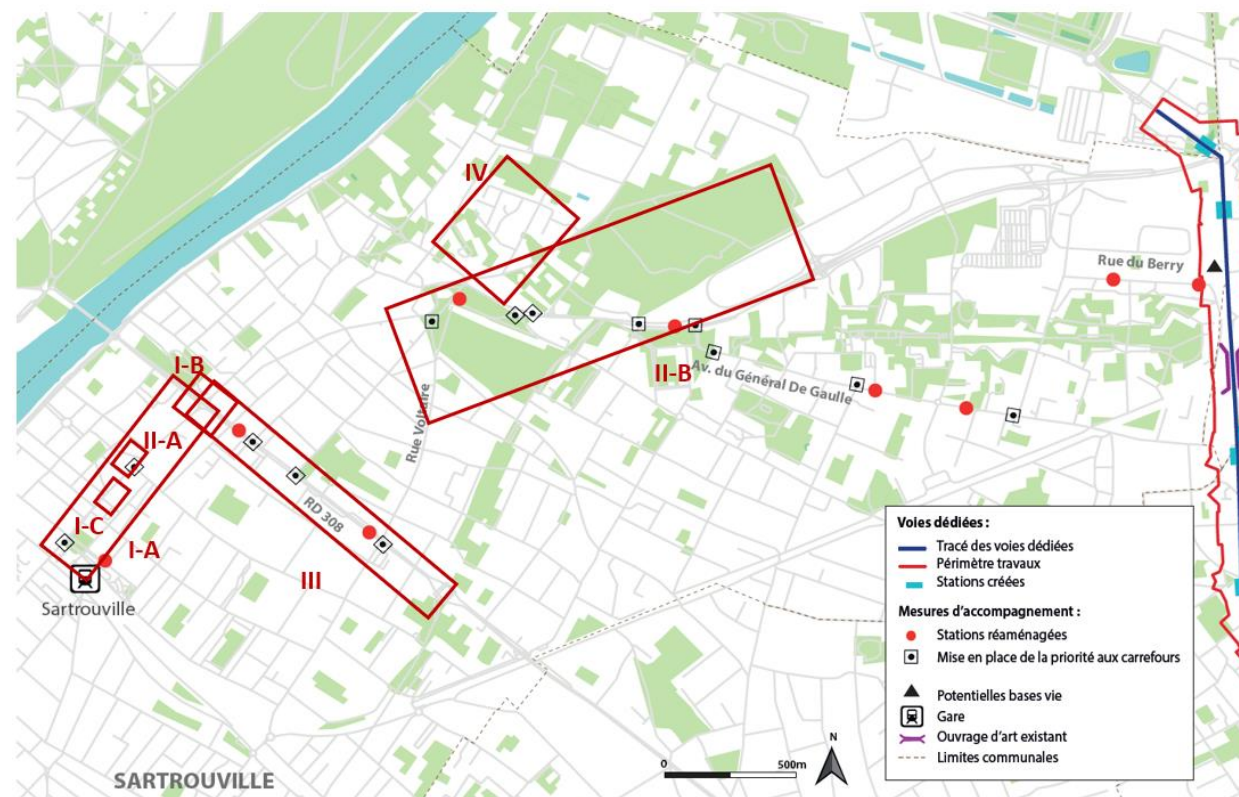 IV
Rue du Berry
I-B
II-B
Av. du Général De Gaulle
Rue Voltaire
II-A
I-C
RD 308
I-A
III
Sartrouville
Voies dédiées :
Tracé des voies dédiées
Périmètre travaux
Stations créées
Mesures d'accompagnement :
Stations réaménagées
Mise en place de la priorité aux carrefours
Potentielles bases vie
Gare
Ouvrage d'art existant
Limites communales
N
0
500m
SARTROUVILLE